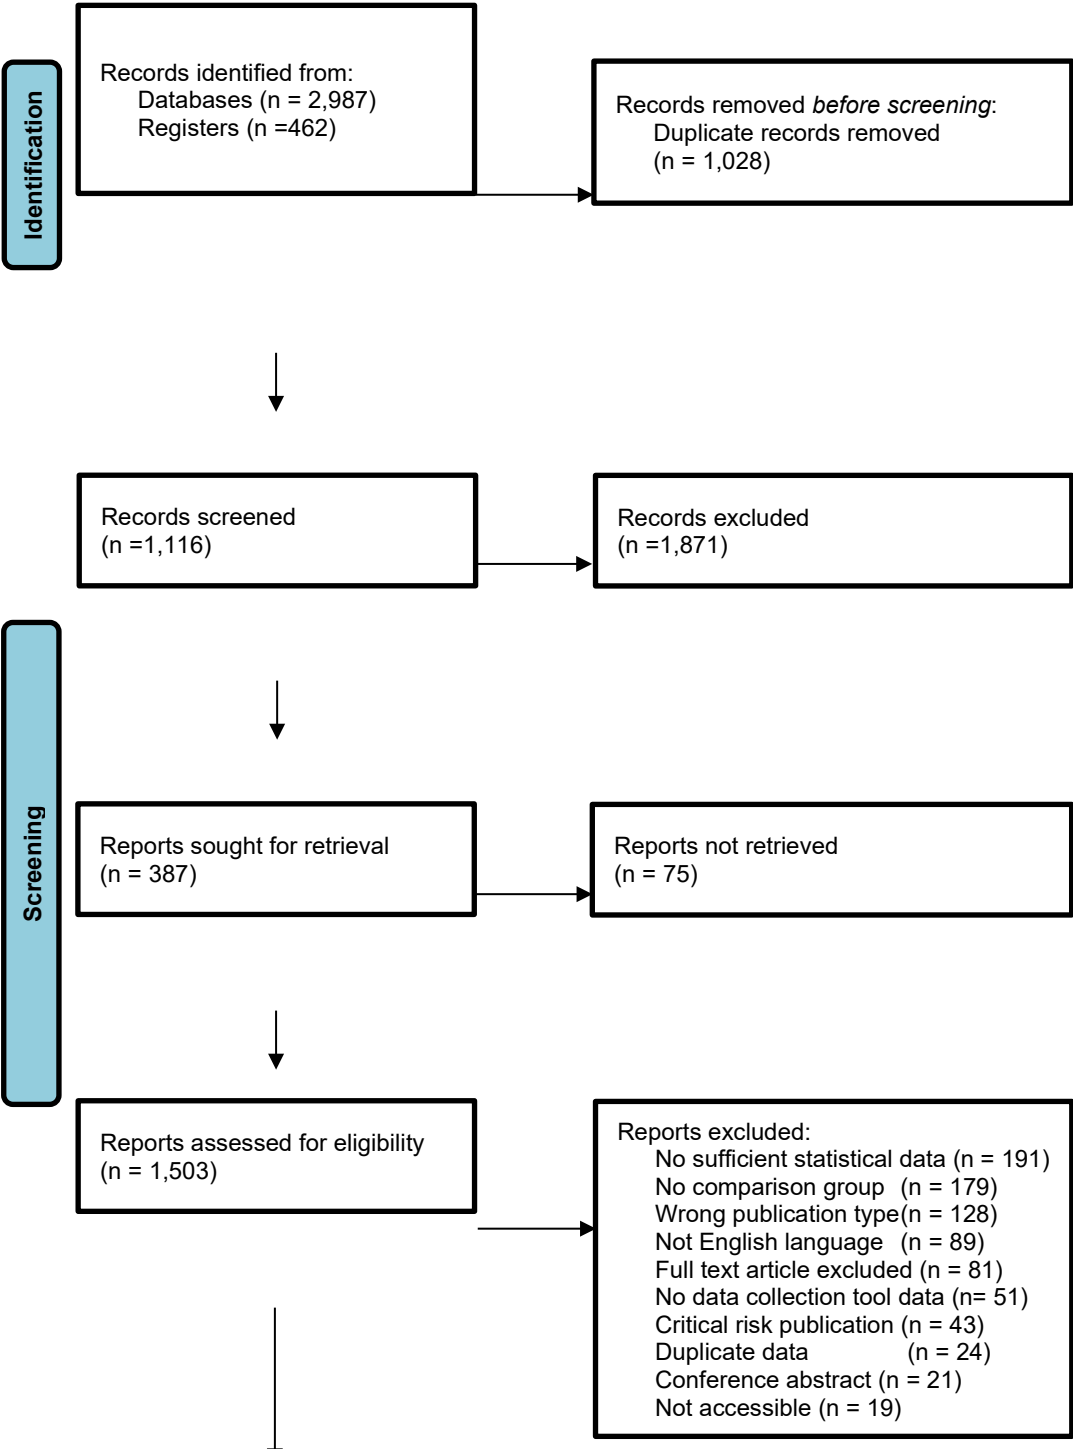 Identification
Records identified from:
Databases (n = 2,987)
Registers (n =462)
Records removed before screening:
Duplicate records removed
(n = 1,028)
Screening
Records screened
(n =1,116)
Records excluded
(n =1,871)
Reports sought for retrieval
(n = 387)
Reports not retrieved
(n = 75)
Reports assessed for eligibility
(n = 1,503)
Reports excluded:
No sufficient statistical data (n = 191)
No comparison group (n = 179)
Wrong publication type(n = 128)
Not English language (n = 89)
Full text article excluded (n = 81)
No data collection tool data (n= 51)
Critical risk publication (n = 43)
Duplicate data (n = 24)
Conference abstract (n = 21)
Not accessible (n = 19)